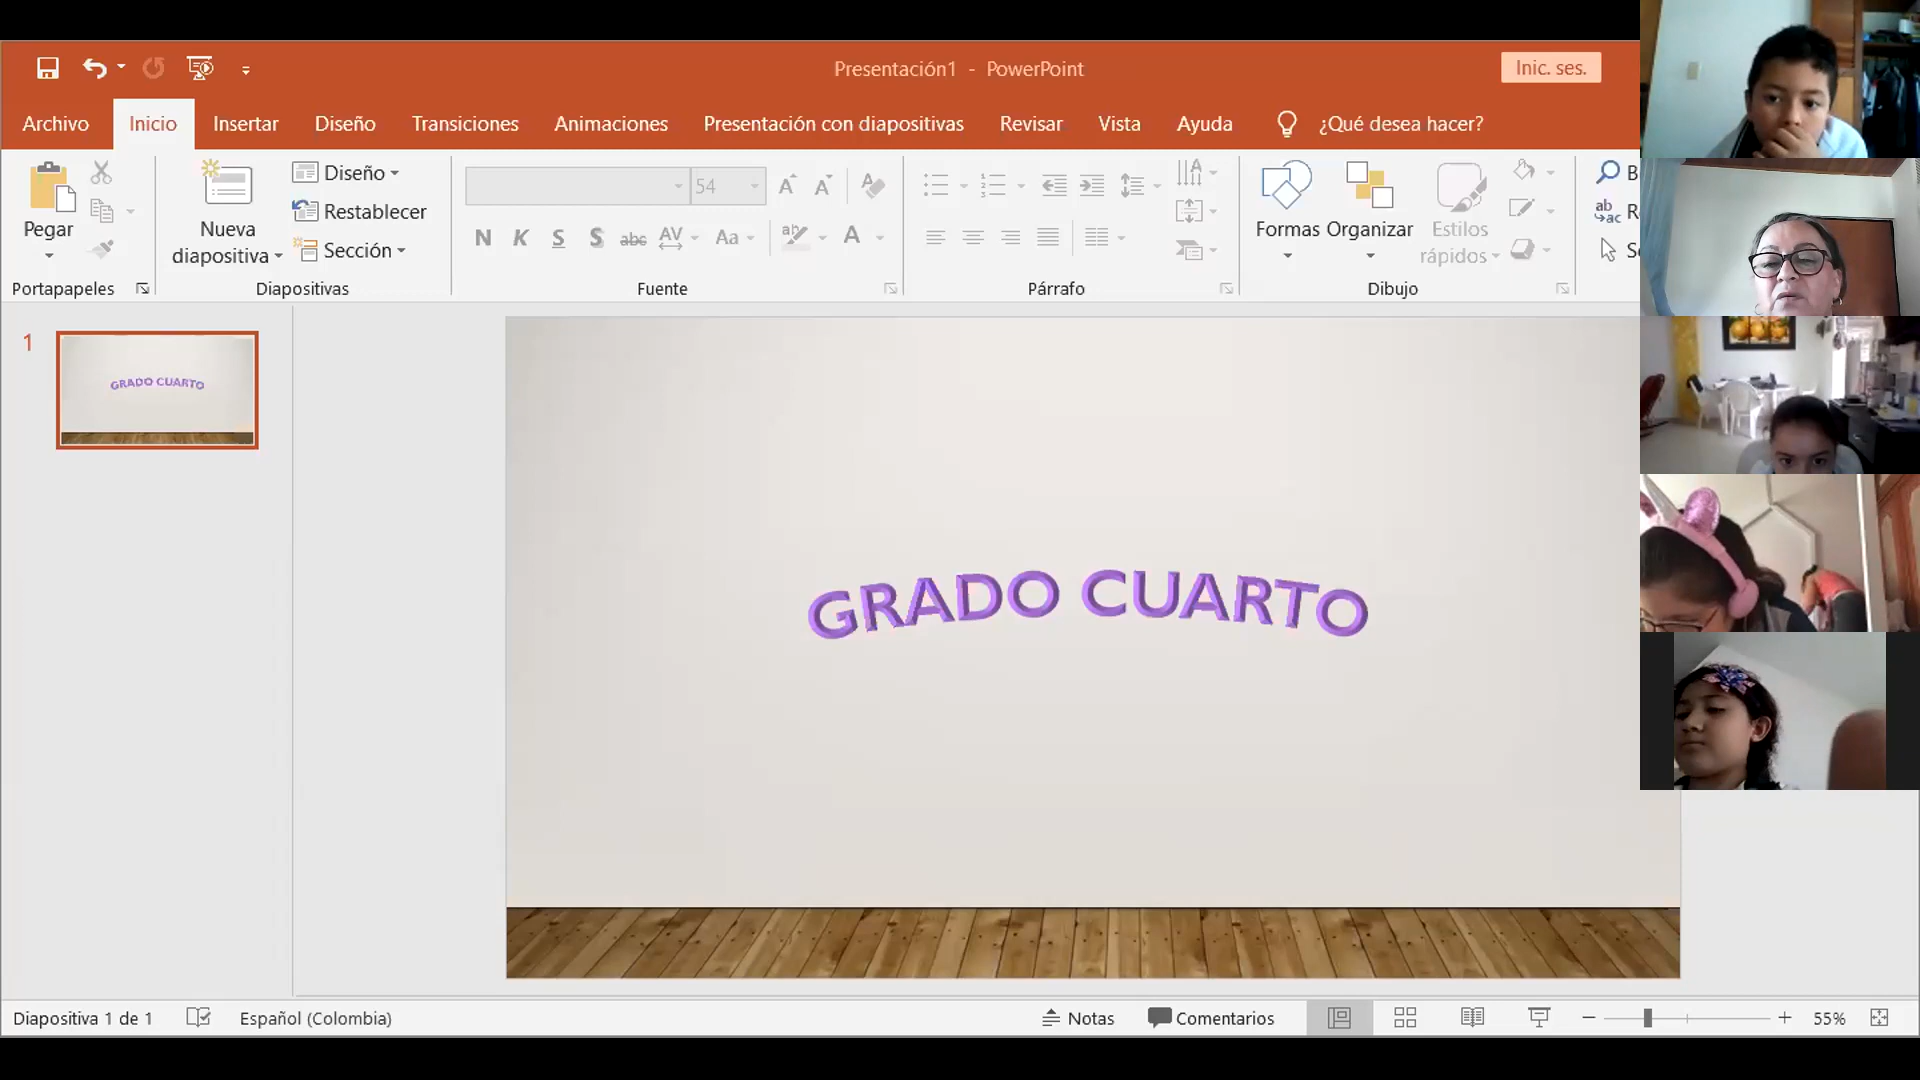 Presentación1 - PowerPoint
Inic. ses.
Archivo Inicio Insertar Diseño Transiciones Animaciones Presentación con diapositivas Revisar Vista Ayuda ¿Qué desea hacer?
Pegar
Portapapeles
Nueva diapositiva
Diseño
Restablecer
Sección
Diapositivas
54
N K S S abc AV Aa A
Fuente
Párrafo
Formas Organizar Estilos rápidos
Dibujo
1
GRADO CUARTO
GRADO CUARTO
Diapositiva 1 de 1 Español (Colombia) Notas Comentarios 55%